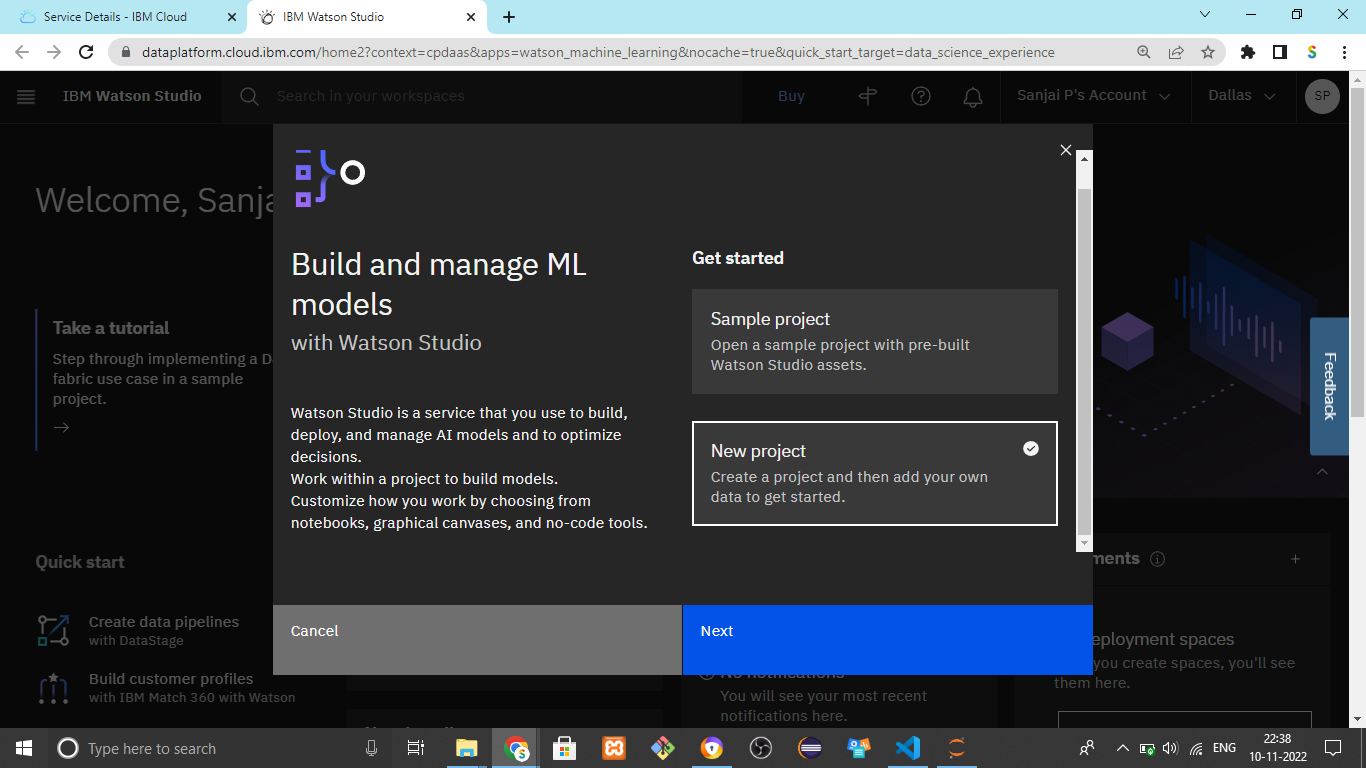 Service Details - IBM Cloud
IBM Watson Studio
dataplatform.cloud.ibm.com/home2?context=cpdaas&apps=watson_machine_learning&nocache=true&quick_start_target=data_science_experience
IBM Watson Studio
Search in your workspaces
Buy
Sanjai P's Account
Dallas
SP
Welcome, Sanja
Take a tutorial
Step through implementing a D
fabric use case in a sample
project.
Quick start
Create data pipelines
with DataStage
Build customer profiles
with IBM Match 360 with Watson
Build and manage ML
models
with Watson Studio
Watson Studio is a service that you use to build,
deploy, and manage AI models and to optimize
decisions.
Work within a project to build models.
Customize how you work by choosing from
notebooks, graphical canvases, and no-code tools.
Get started
Sample project
Open a sample project with pre-built
Watson Studio assets.
New project
Create a project and then add your own
data to get started.
Cancel
Next
Feedback
ments
eployment spaces
you create spaces, you'll see
them here.
No notifications
You will see your most recent
notifications here.
Type here to search
ENG
22:38
10-11-2022